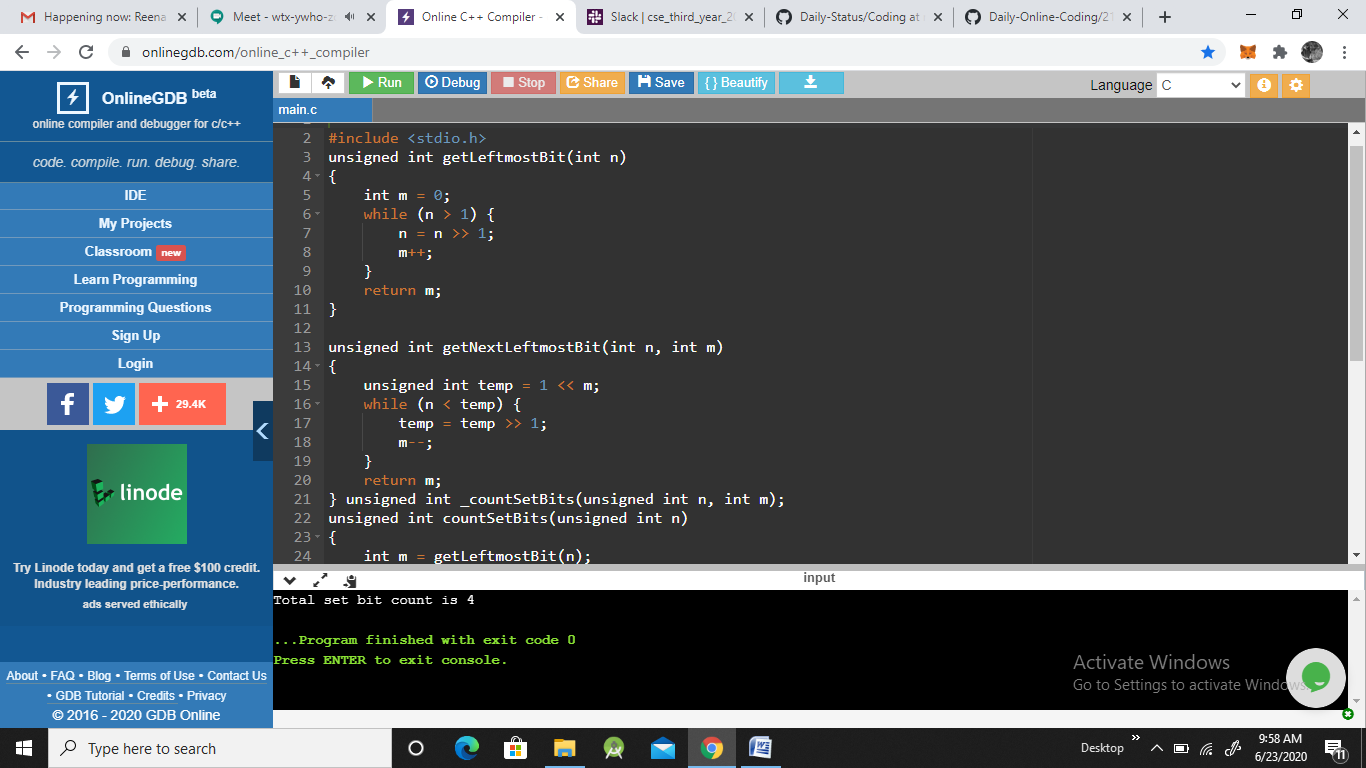 Happening now: Reena
Meet - wtx-ywho-z
Online C++ Compiler -
Slack | cse_third_year_2
Daily-Status/Coding at
Daily-Online-Coding/2
onlinegdb.com/online_c++_compiler
OnlineGDB beta
online compiler and debugger for c/c++
code. compile. run. debug. share.
IDE
My Projects
Classroom new
Learn Programming
Programming Questions
Sign Up
Login
29.4K
linode
Try Linode today and get a free $100 credit.
Industry leading price-performance.
ads served ethically
About • FAQ • Blog • Terms of Use • Contact Us
• GDB Tutorial • Credits • Privacy
© 2016 - 2020 GDB Online
Run Debug Stop Share Save { } Beautify
Language C
main.c
2 #include <stdio.h>
3 unsigned int getLeftmostBit(int n)
4 {
5 int m = 0;
6 while (n > 1) {
7 n = n >> 1;
8 m++;
9 }
10 return m;
11 }
12
13 unsigned int getNextLeftmostBit(int n, int m)
14 {
15 unsigned int temp = 1 << m;
16 while (n < temp) {
17 temp = temp >> 1;
18 m--;
19 }
20 return m;
21 } unsigned int _countSetBits(unsigned int n, int m);
22 unsigned int countSetBits(unsigned int n)
23 {
24 int m = getLeftmostBit(n);
input
Total set bit count is 4
...Program finished with exit code 0
Press ENTER to exit console.
Activate Windows
Go to Settings to activate Windows.
Type here to search
Desktop
9:58 AM
6/23/2020
11